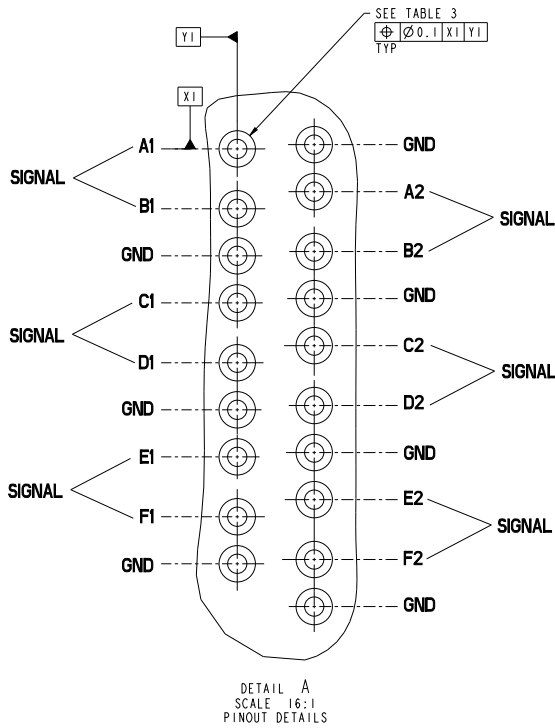 SEE TABLE 3
⌖ Ø0.1 X1 Y1
TYP
Y1
X1
A1
GND
SIGNAL
A2
B1
SIGNAL
B2
GND
GND
C1
C2
SIGNAL
D1
SIGNAL
D2
GND
GND
E1
E2
SIGNAL
F1
SIGNAL
F2
GND
GND
DETAIL A
SCALE 16:1
PINOUT DETAILS